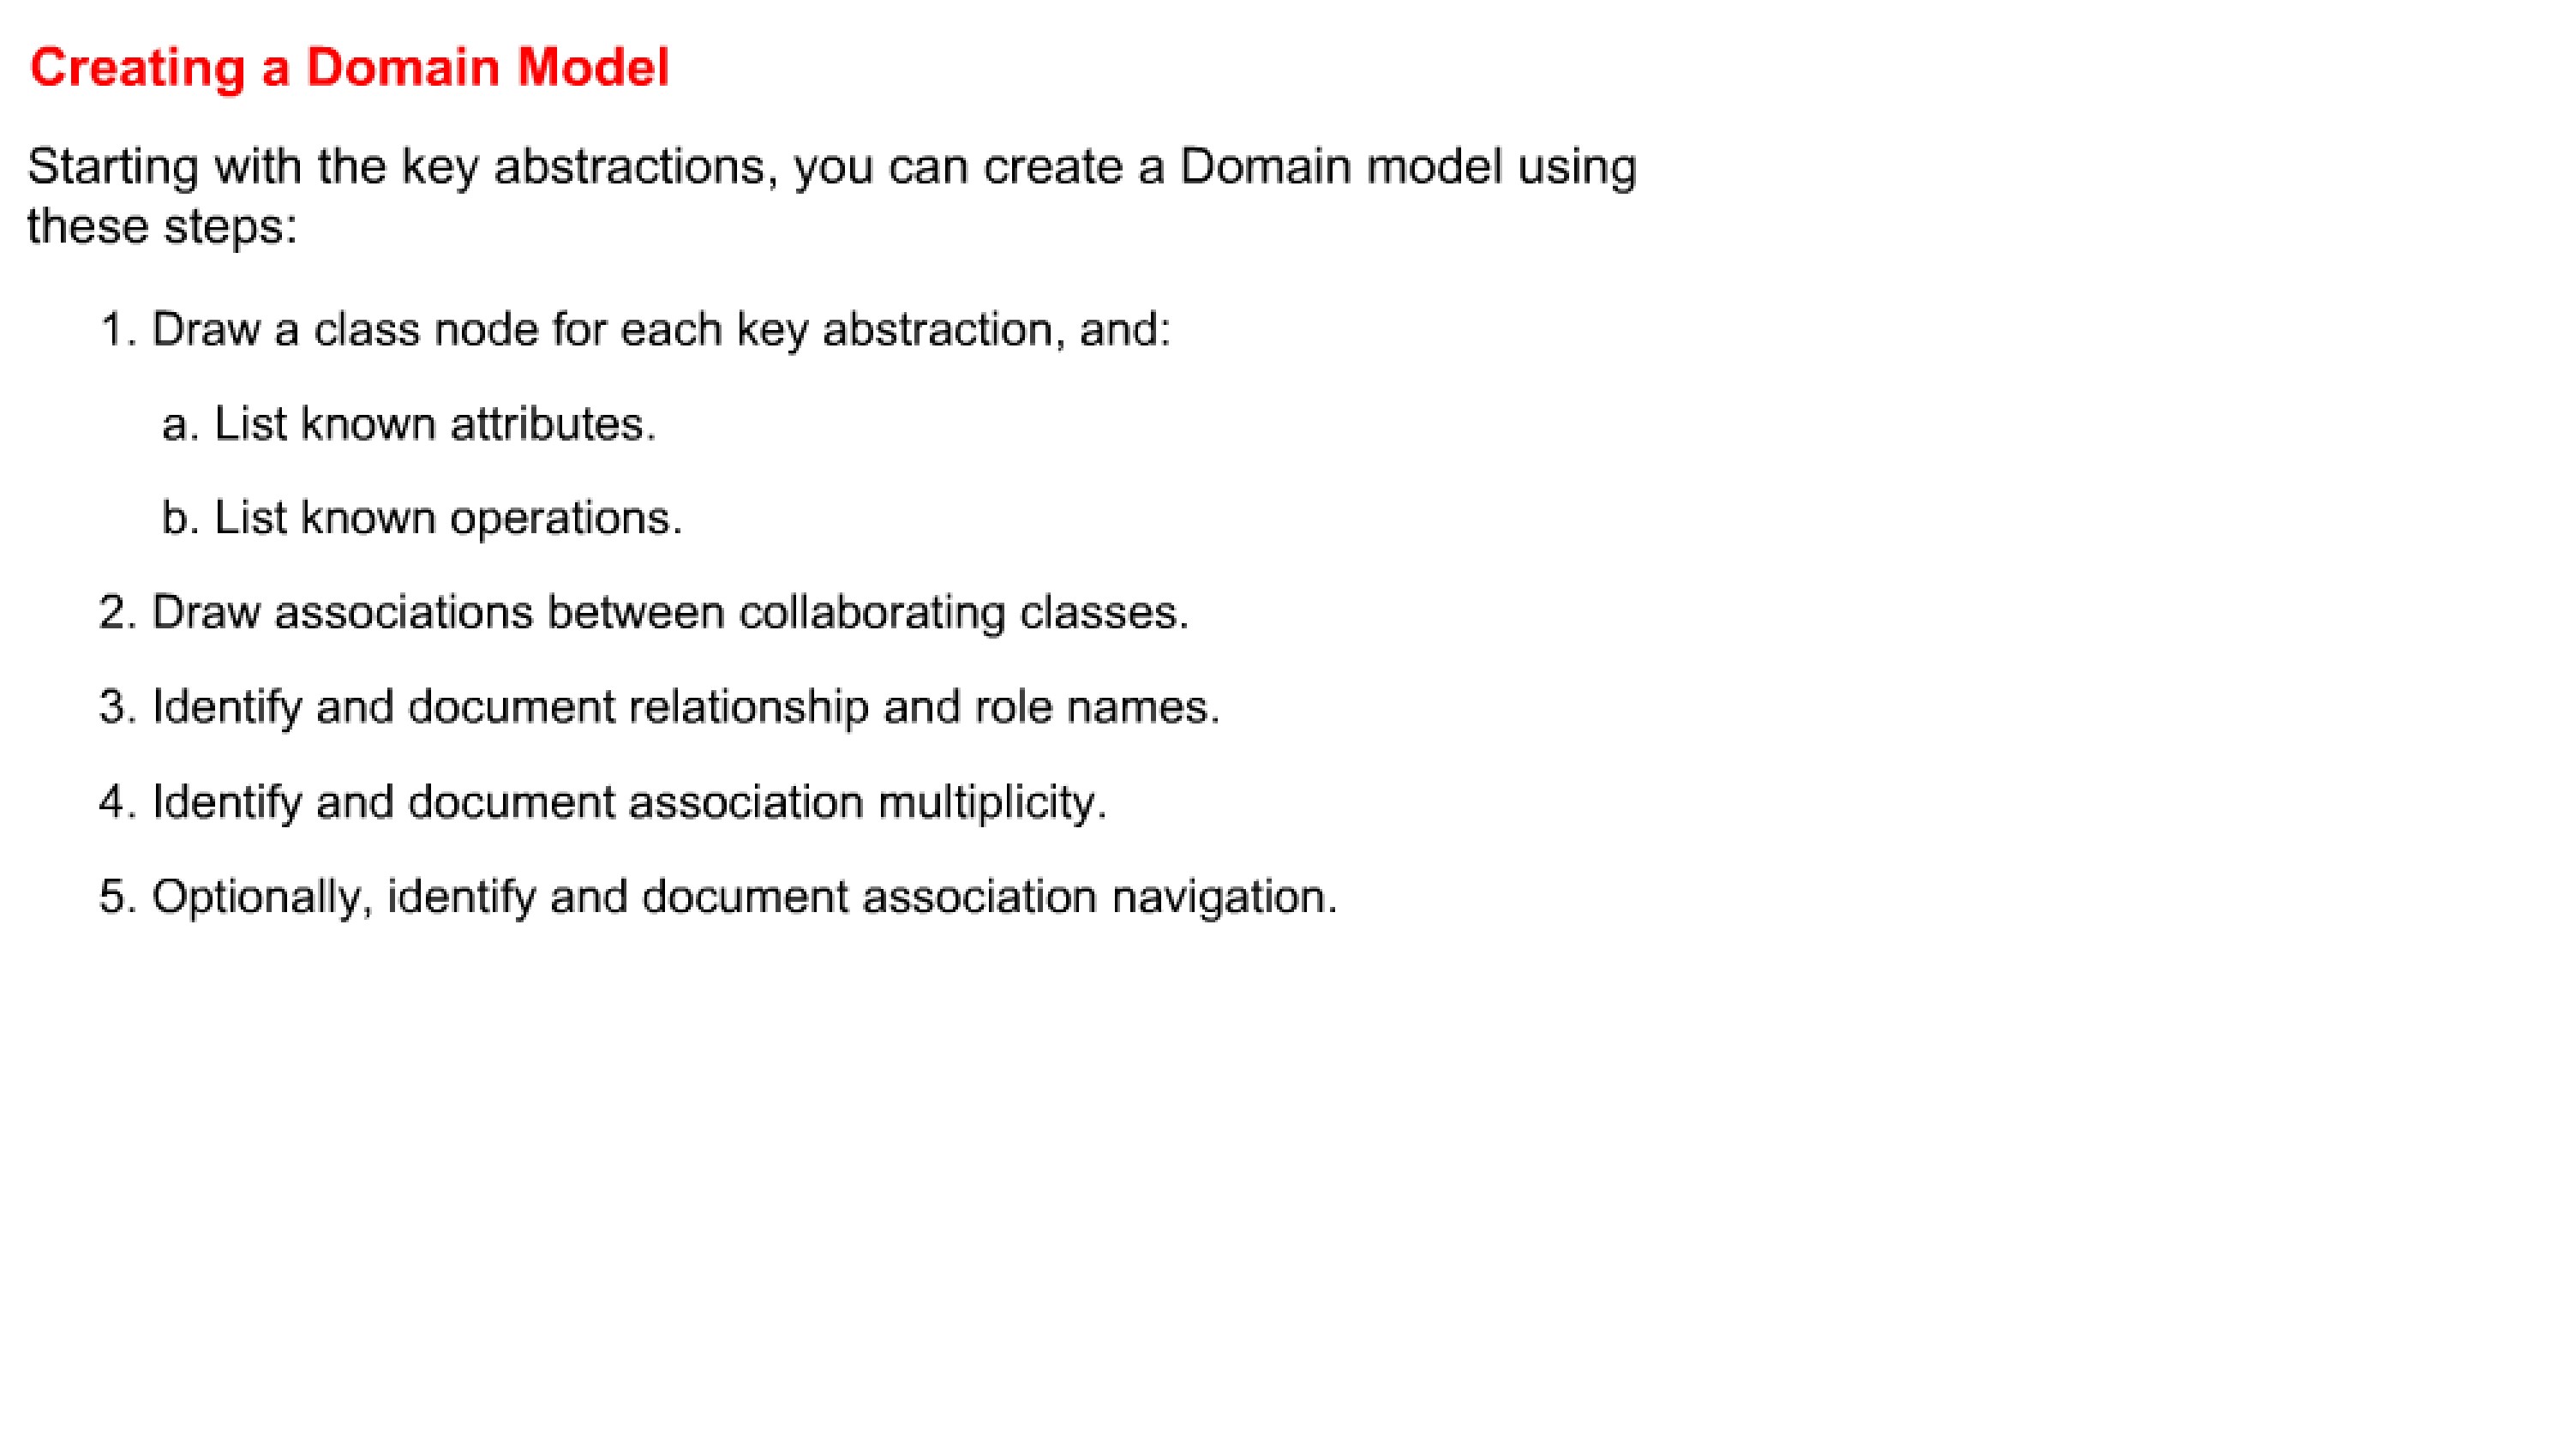 Creating a Domain Model
Starting with the key abstractions, you can create a Domain model using
these steps:
1. Draw a class node for each key abstraction, and:
a. List known attributes.
b. List known operations.
2. Draw associations between collaborating classes.
3. Identify and document relationship and role names.
4. Identify and document association multiplicity.
5. Optionally, identify and document association navigation.